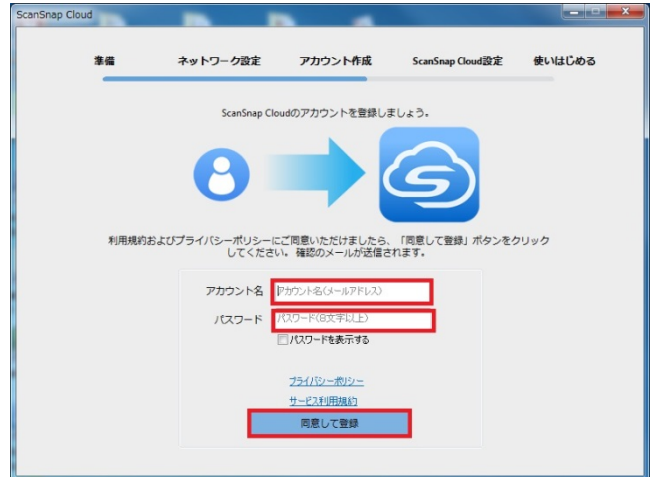 ScanSnap Cloud
準備 ネットワーク設定 アカウント作成 ScanSnap Cloud設定 使いはじめる
ScanSnap Cloudのアカウントを登録しましょう。
利用規約およびプライバシーポリシーにご同意いただけましたら、「同意して登録」ボタンをクリック
してください。確認のメールが送信されます。
アカウント名 アカウント名(メールアドレス)
パスワード パスワード(8文字以上)
パスワードを表示する
プライバシーポリシー
サービス利用規約
同意して登録